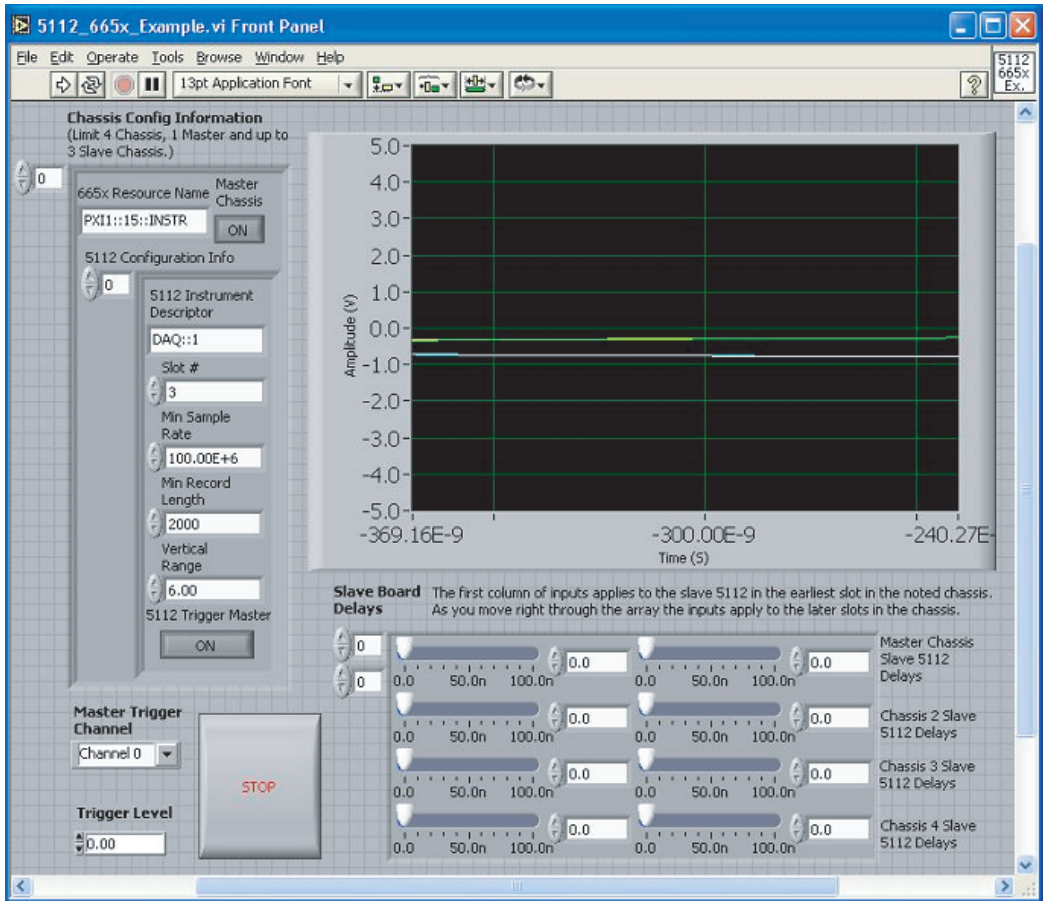 5112_665x_Example.vi Front Panel
File Edit Operate Tools Browse Window Help
13pt Application Font
?
5112
665x
Ex.
Chassis Config Information
(Limit 4 Chassis, 1 Master and up to
3 Slave Chassis.)
0
665x Resource Name
Master
Chassis
PXI1::15::INSTR
ON
5112 Configuration Info
0
5112 Instrument
Descriptor
DAQ::1
Slot #
3
Min Sample
Rate
100.00E+6
Min Record
Length
2000
Vertical
Range
6.00
5112 Trigger Master
ON
Master Trigger
Channel
Channel 0
Trigger Level
0.00
STOP
Amplitude (V)
5.0
4.0
3.0
2.0
1.0
0.0
-1.0
-2.0
-3.0
-4.0
-5.0
-369.16E-9 -300.00E-9 -240.27E-
Time (S)
Slave Board
Delays
The first column of inputs applies to the slave 5112 in the earliest slot in the noted chassis.
As you move right through the array the inputs apply to the later slots in the chassis.
0
0
0.0 0.0
0.0 50.0n 100.0n 0.0 50.0n 100.0n
Master Chassis
Slave 5112
Delays
0.0 0.0
0.0 50.0n 100.0n 0.0 50.0n 100.0n
Chassis 2 Slave
5112 Delays
0.0 0.0
0.0 50.0n 100.0n 0.0 50.0n 100.0n
Chassis 3 Slave
5112 Delays
0.0 0.0
0.0 50.0n 100.0n 0.0 50.0n 100.0n
Chassis 4 Slave
5112 Delays